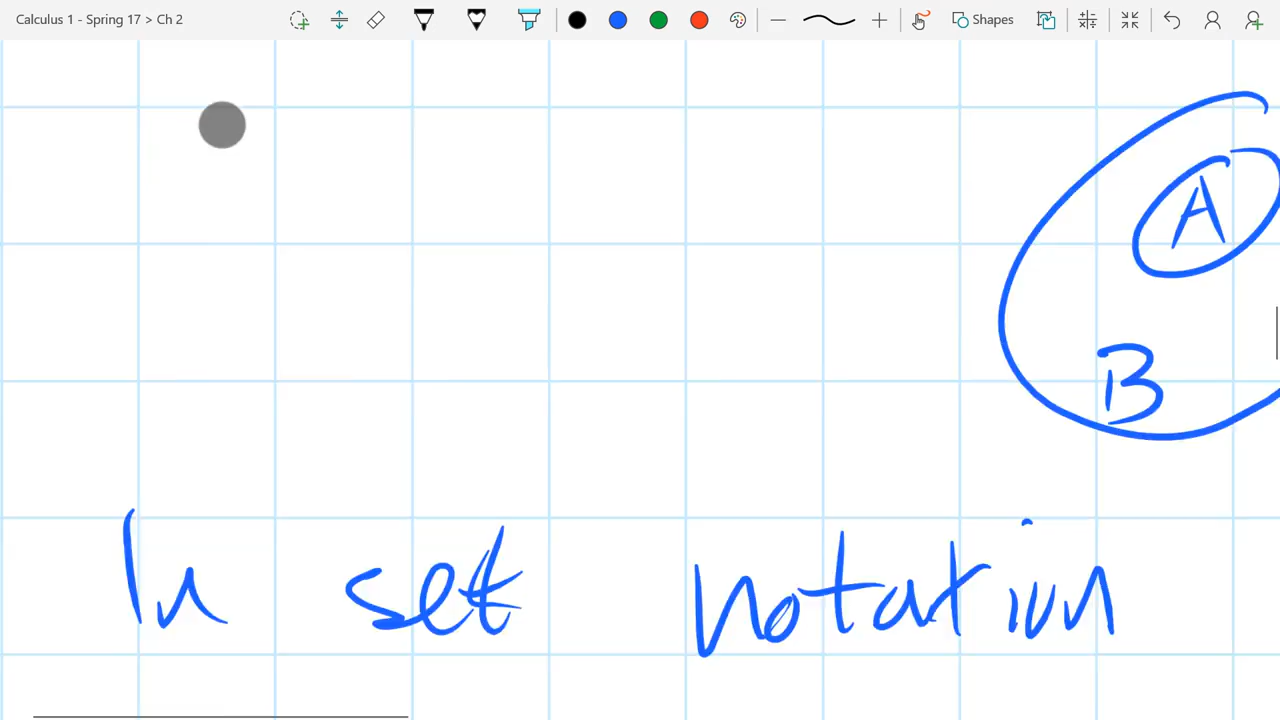 Calculus 1 - Spring 17 > Ch 2
Shapes
A
B
In set notation